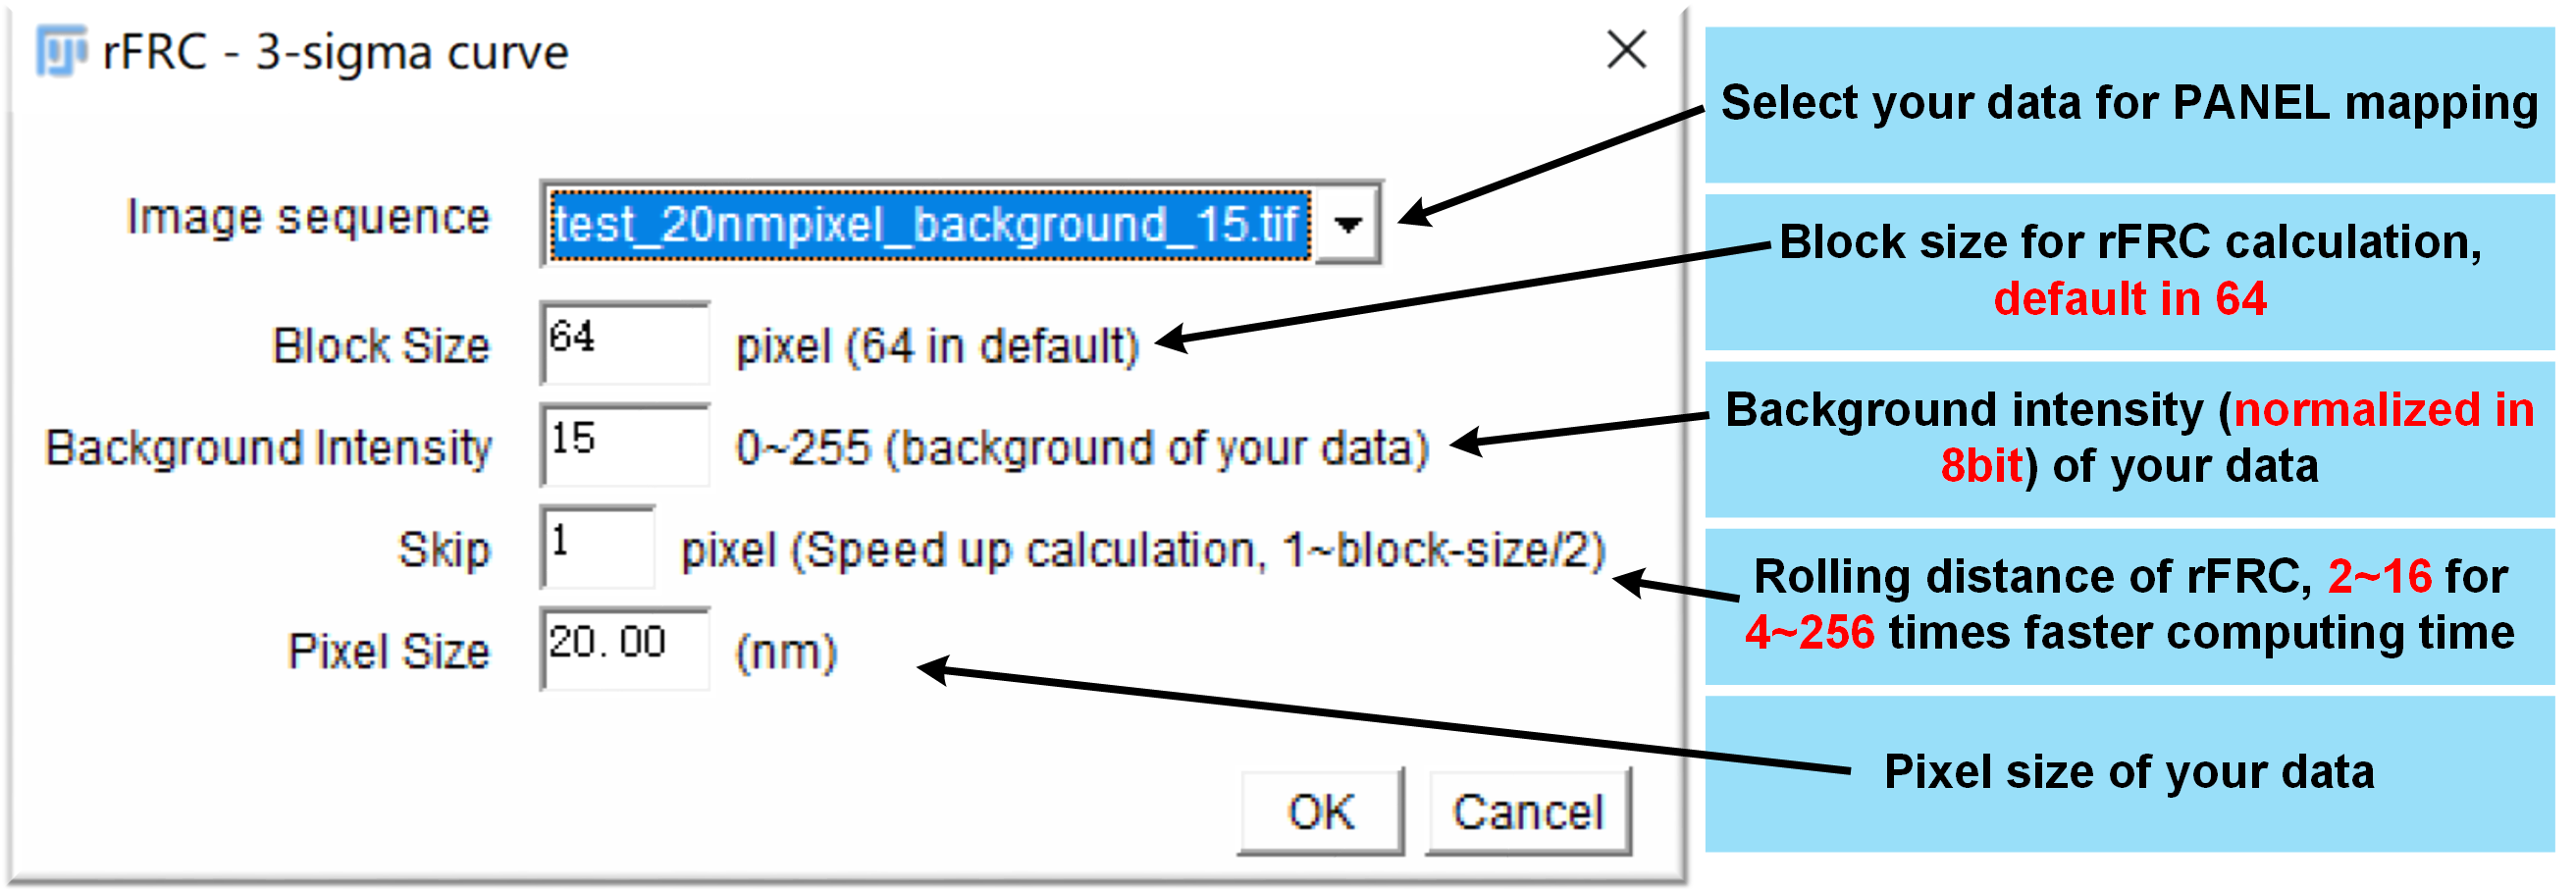 rFRC - 3-sigma curve
Image sequence test_20nmpixel_background_15.tif
Block Size 64 pixel (64 in default)
Background Intensity 15 0~255 (background of your data)
Skip 1 pixel (Speed up calculation, 1~block-size/2)
Pixel Size 20.00 (nm)
OK Cancel
Select your data for PANEL mapping
Block size for rFRC calculation,
default in 64
Background intensity (normalized in
8bit) of your data
Rolling distance of rFRC, 2~16 for
4~256 times faster computing time
Pixel size of your data